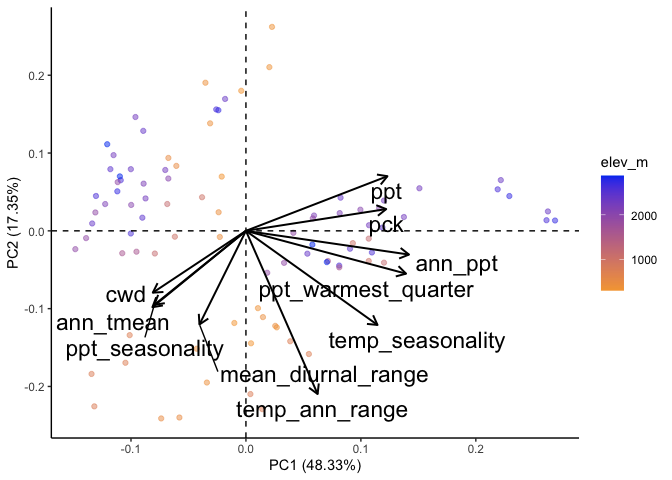 0.2
0.1
0.0
-0.1
-0.2
PC2 (17.35%)
ppt
pck
ann_ppt
ppt_warmest_quarter
cwd
ann_tmean
ppt_seasonality
temp_seasonality
mean_diurnal_range
temp_ann_range
-0.1
0.0
0.1
0.2
PC1 (48.33%)
elev_m
2000
1000